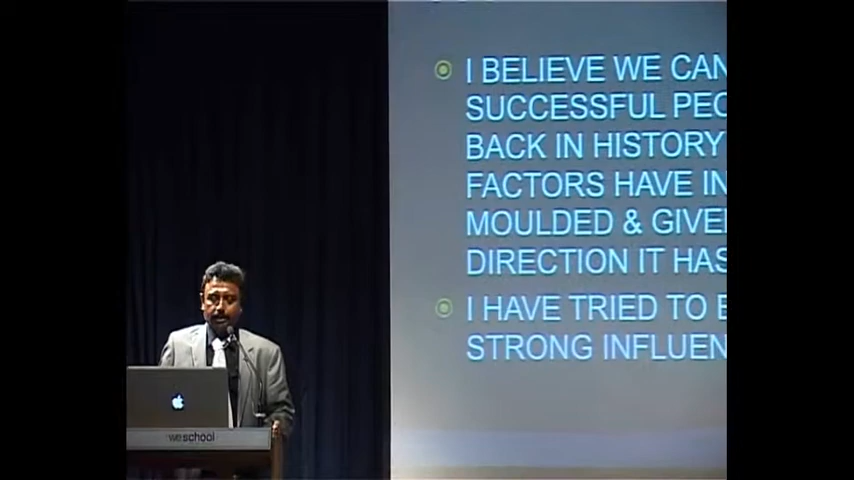 I BELIEVE WE CAN
SUCCESSFUL PEO
BACK IN HISTORY
FACTORS HAVE IN
MOULDED & GIVE
DIRECTION IT HAS
I HAVE TRIED TO
STRONG INFLUEN
weschool